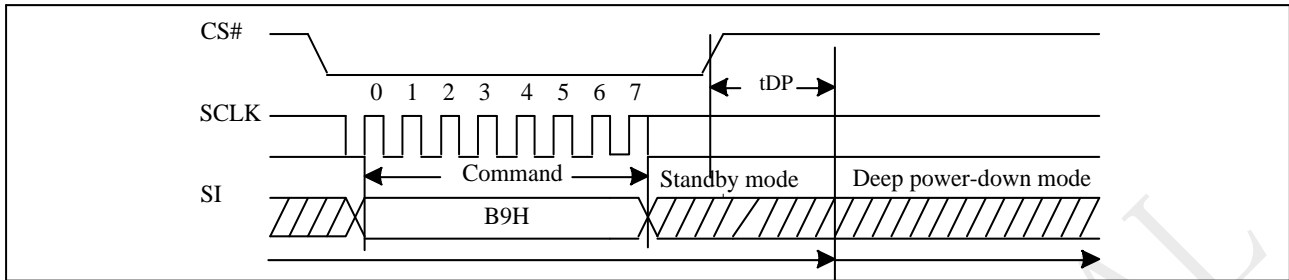 CS#
tDP
0 1 2 3 4 5 6 7
SCLK
Command
Standby mode Deep power-down mode
SI
B9H